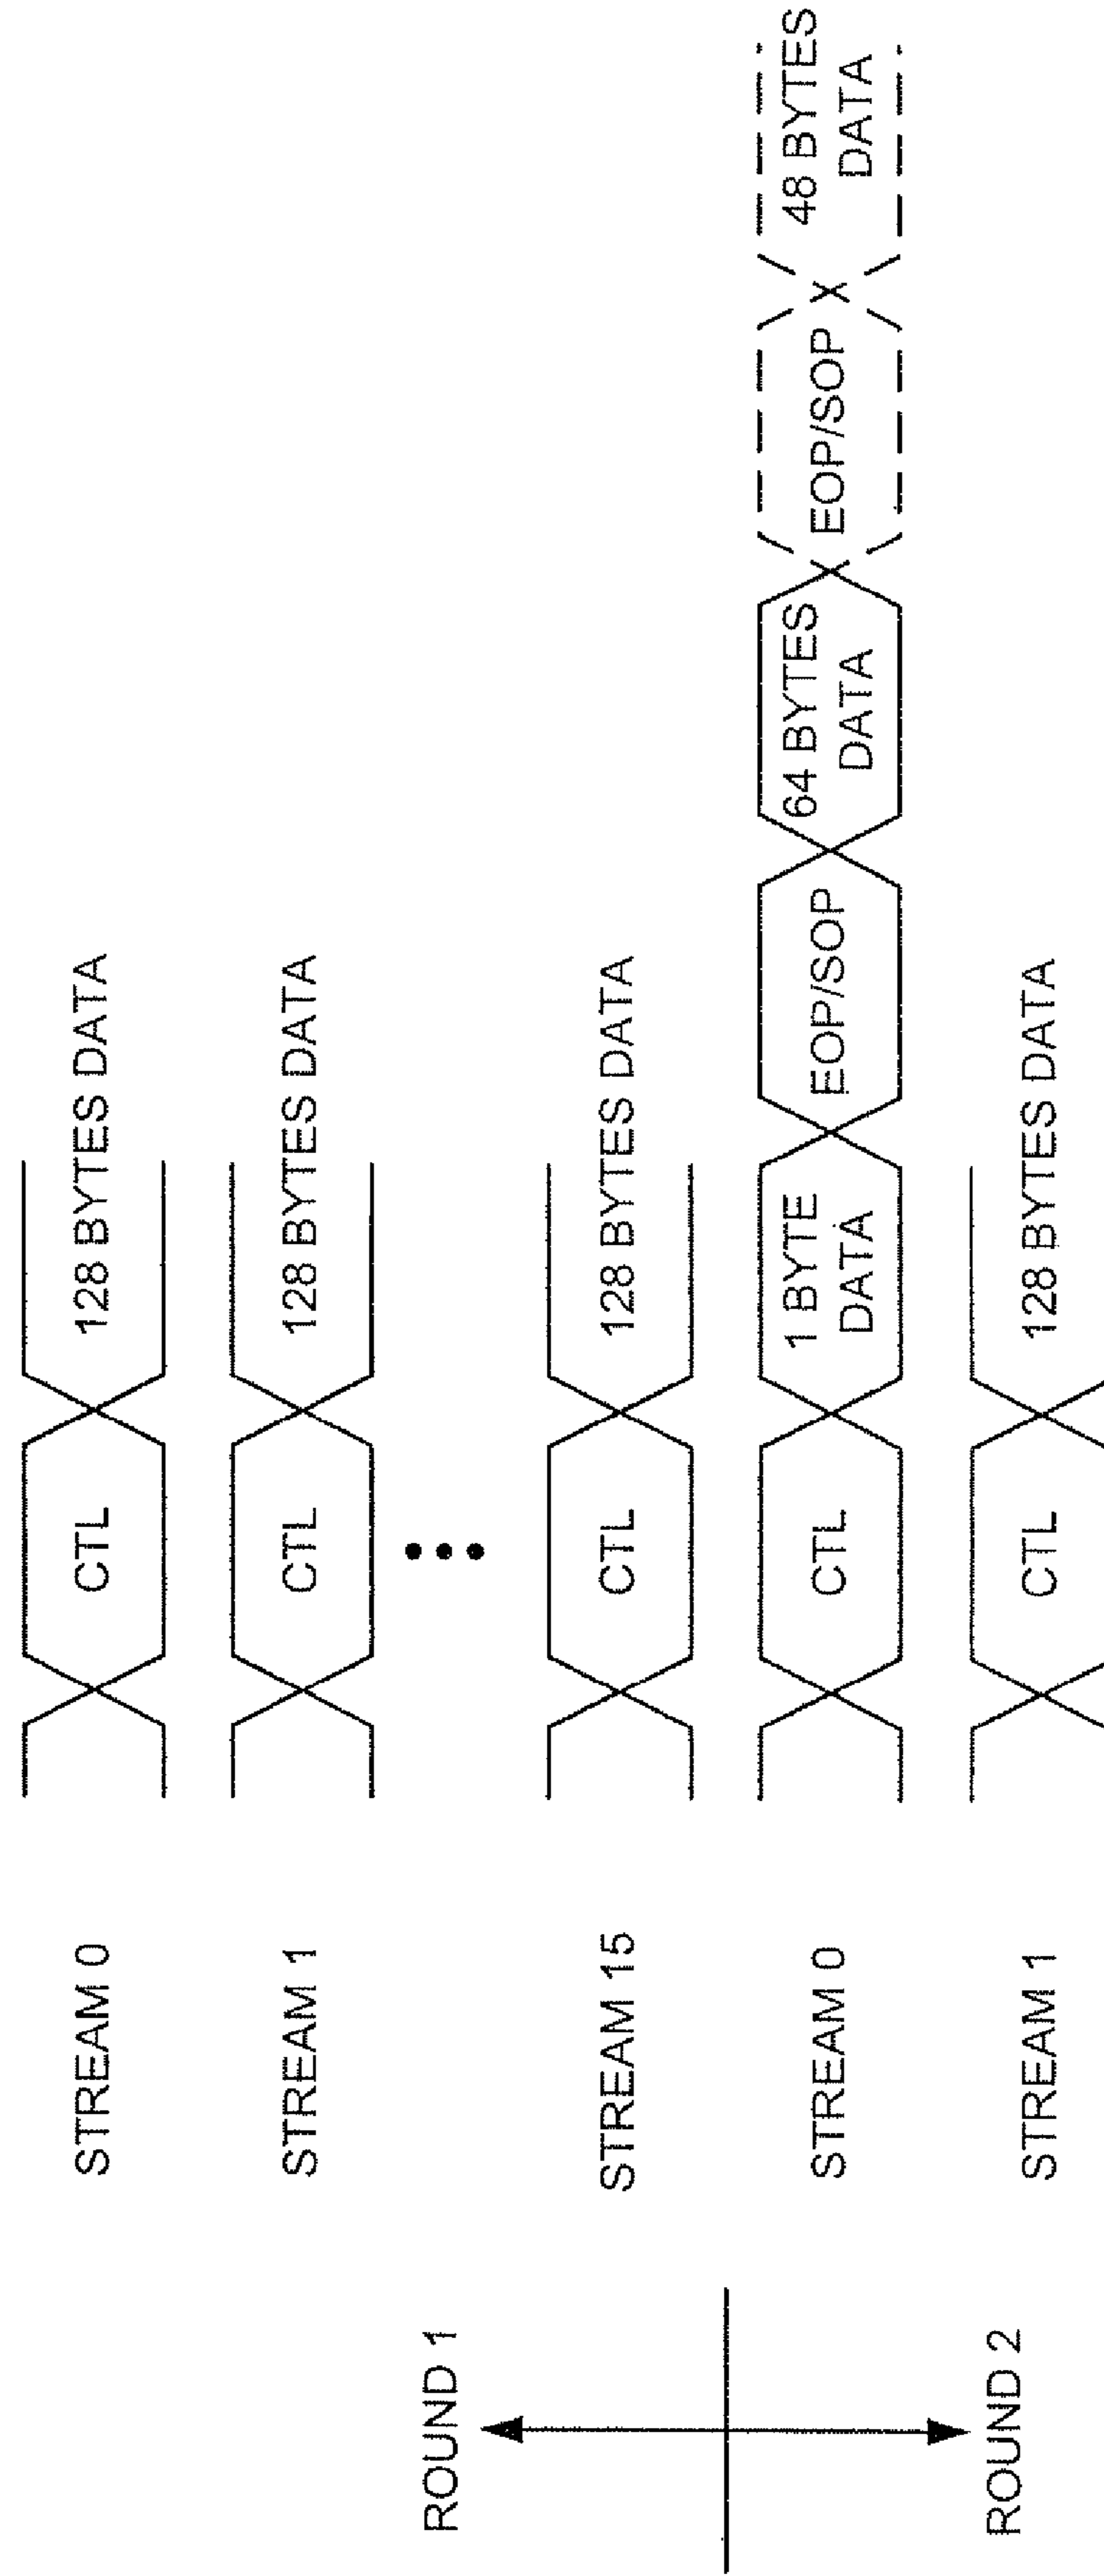 STREAM 0
CTL
128 BYTES DATA
STREAM 1
CTL
128 BYTES DATA
ROUND 1
STREAM 15
CTL
128 BYTES DATA
STREAM 0
CTL
1 BYTE
DATA
EOP/SOP
64 BYTES
DATA
EOP/SOP
48 BYTES
DATA
ROUND 2
STREAM 1
CTL
128 BYTES DATA